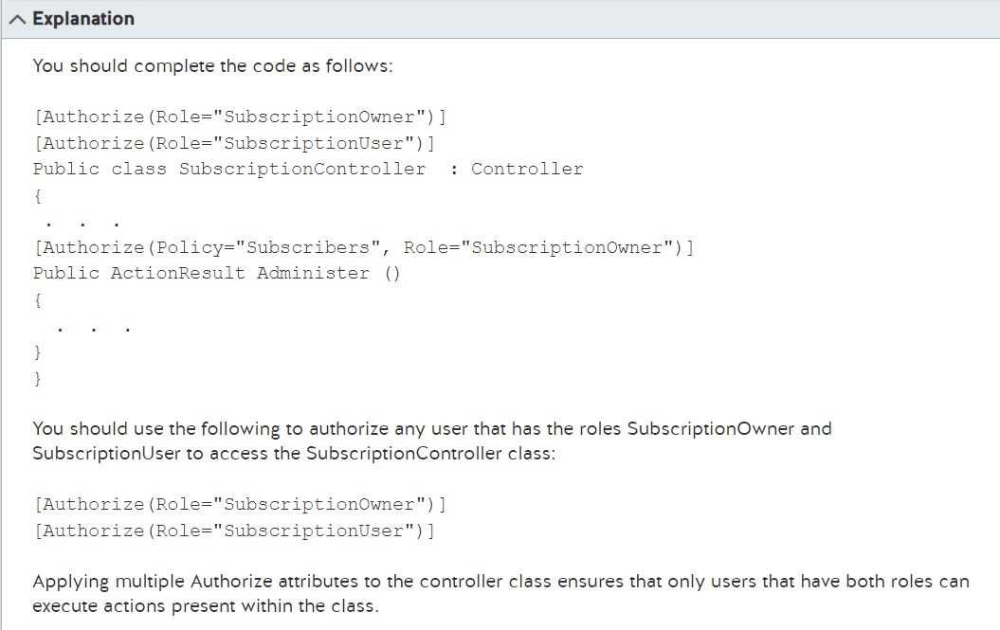 Explanation
You should complete the code as follows:
[Authorize(Role="SubscriptionOwner")]
[Authorize(Role="SubscriptionUser")]
Public class SubscriptionController  : Controller
{
 .  .  .
[Authorize(Policy="Subscribers", Role="SubscriptionOwner")]
Public ActionResult Administer ()
{
  .  .  .
}
}
You should use the following to authorize any user that has the roles SubscriptionOwner and
SubscriptionUser to access the SubscriptionController class:
[Authorize(Role="SubscriptionOwner")]
[Authorize(Role="SubscriptionUser")]
Applying multiple Authorize attributes to the controller class ensures that only users that have both roles can
execute actions present within the class.